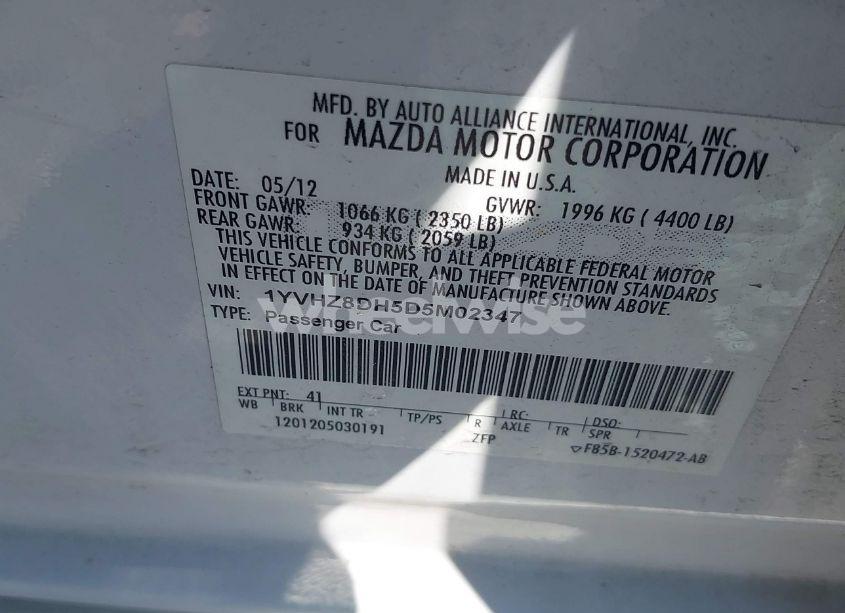 MFD. BY AUTO ALLIANCE INTERNATIONAL, INC.
FOR MAZDA MOTOR CORPORATION
MADE IN U.S.A.
DATE: 05/12 GVWR: 1996 KG ( 4400 LB)
FRONT GAWR: 1066 KG ( 2350 LB)
REAR GAWR: 934 KG ( 2059 LB)
THIS VEHICLE CONFORMS TO ALL APPLICABLE FEDERAL MOTOR
VEHICLE SAFETY, BUMPER, AND THEFT PREVENTION STANDARDS
IN EFFECT ON THE DATE OF MANUFACTURE SHOWN ABOVE.
VIN: 1YVHZ8DH5D5M02347
wheelwise
TYPE: Passenger Car
EXT PNT: 41 RC: DSO:
WB BRK INT TR TP/PS R AXLE TR SPR
1201205030191 ZFP
F85B-1520472-AB